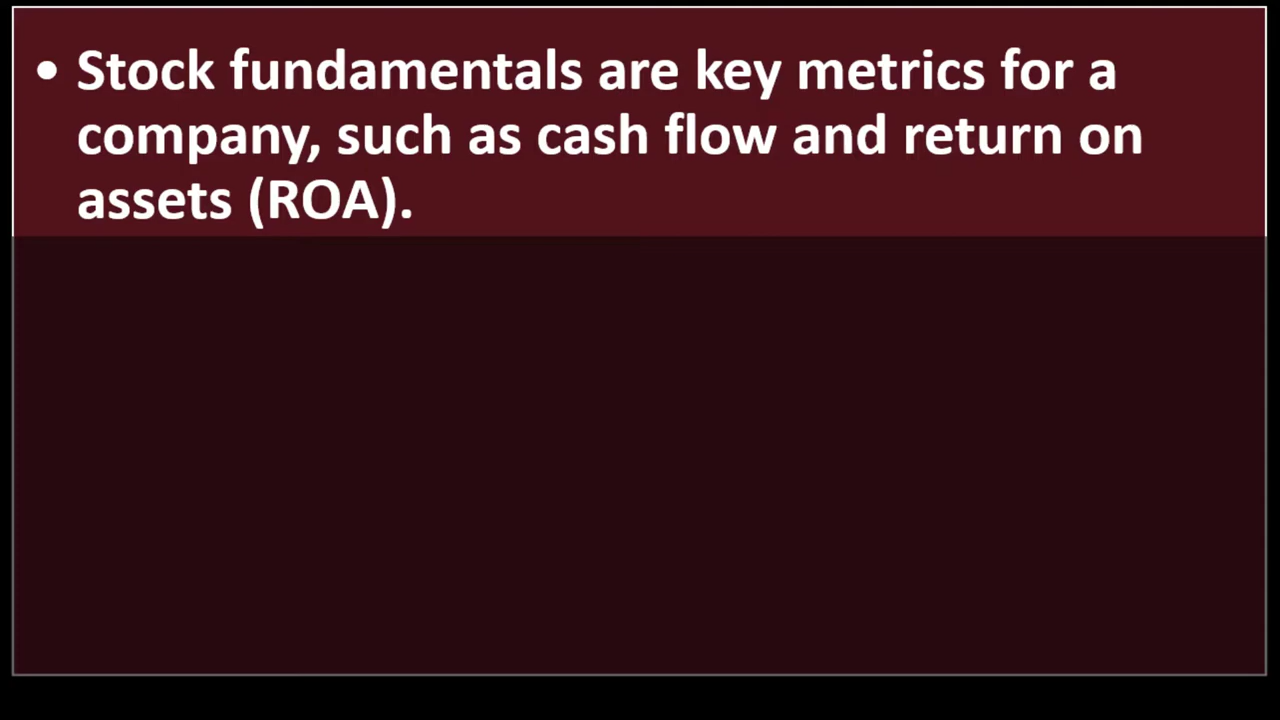 • Stock fundamentals are key metrics for a
company, such as cash flow and return on
assets (ROA).